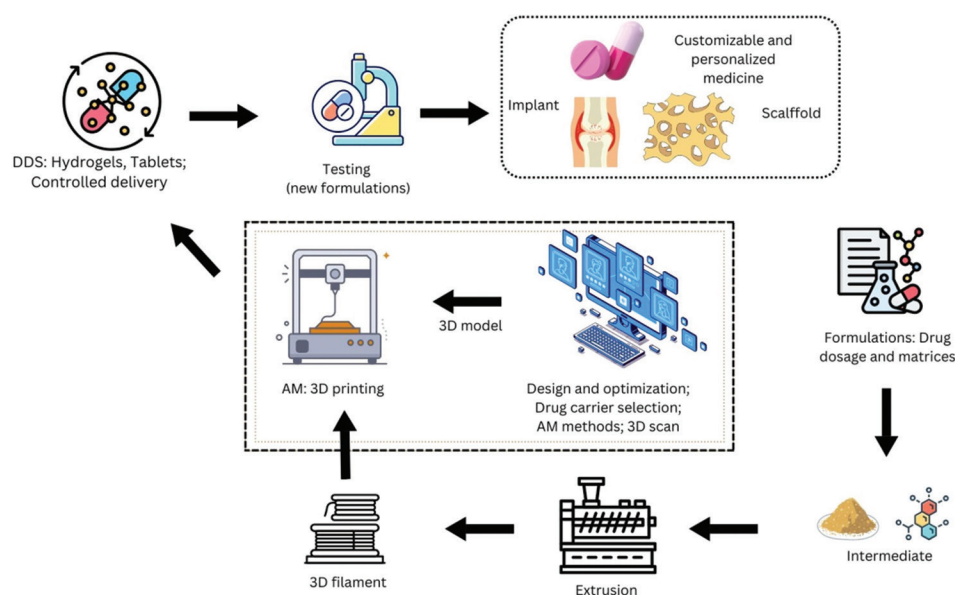 Customizable and
personalized
medicine
Implant
Scalffold
DDS: Hydrogels, Tablets;
Controlled delivery
Testing
(new formulations)
3D model
AM: 3D printing
Design and optimization;
Drug carrier selection;
AM methods; 3D scan
Formulations: Drug
dosage and matrices
Intermediate
Extrusion
3D filament